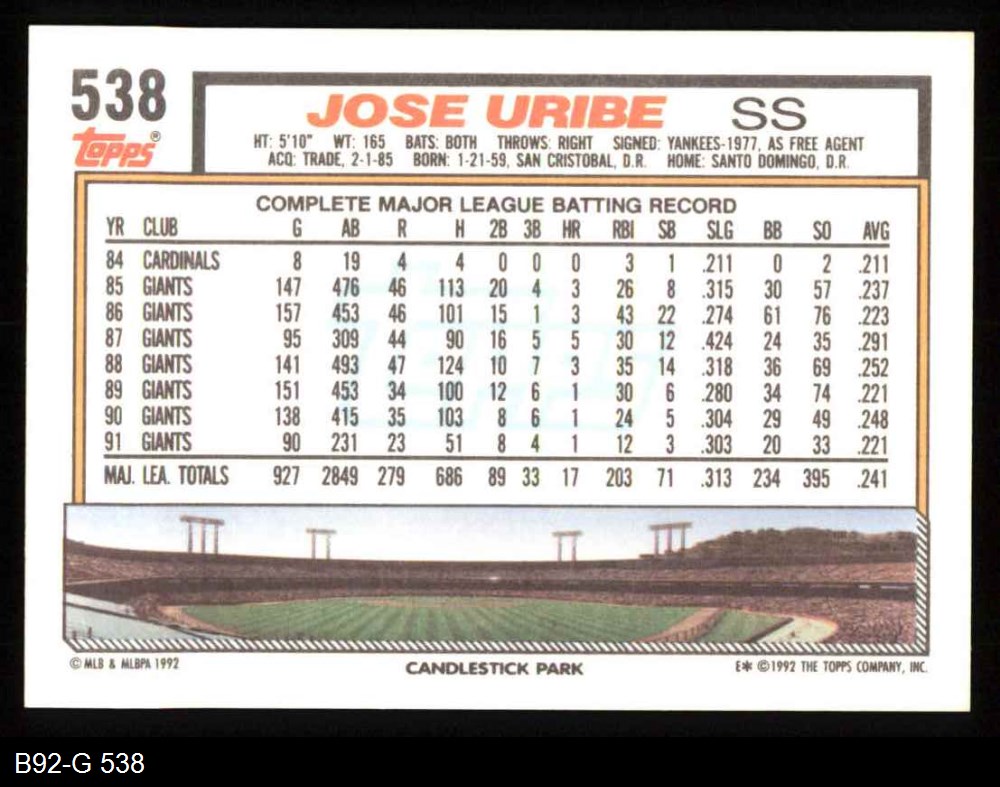 538
JOSE URIBE SS
Topps®
HT: 5'10" WT: 165 BATS: BOTH THROWS: RIGHT SIGNED: YANKEES-1977, AS FREE AGENT
ACQ: TRADE, 2-1-85 BORN: 1-21-59, SAN CRISTOBAL, D.R. HOME: SANTO DOMINGO, D.R.
COMPLETE MAJOR LEAGUE BATTING RECORD
YR CLUB G AB R H 2B 3B HR RBI SB SLG BB SO AVG
84 CARDINALS 8 19 4 4 0 0 0 3 1 .211 0 2 .211
85 GIANTS 147 476 46 113 20 4 3 26 8 .315 30 57 .237
86 GIANTS 157 453 46 101 15 1 3 43 22 .274 61 76 .223
87 GIANTS 95 309 44 90 16 5 5 30 12 .424 24 35 .291
88 GIANTS 141 493 47 124 10 7 3 35 14 .318 36 69 .252
89 GIANTS 151 453 34 100 12 6 1 30 6 .280 34 74 .221
90 GIANTS 138 415 35 103 8 6 1 24 5 .304 29 49 .248
91 GIANTS 90 231 23 51 8 4 1 12 3 .303 20 33 .221
MAJ. LEA. TOTALS 927 2849 279 686 89 33 17 203 71 .313 234 395 .241
Topps
© MLB & MLBPA 1992
CANDLESTICK PARK
E* ©1992 THE TOPPS COMPANY, INC.
B92-G 538